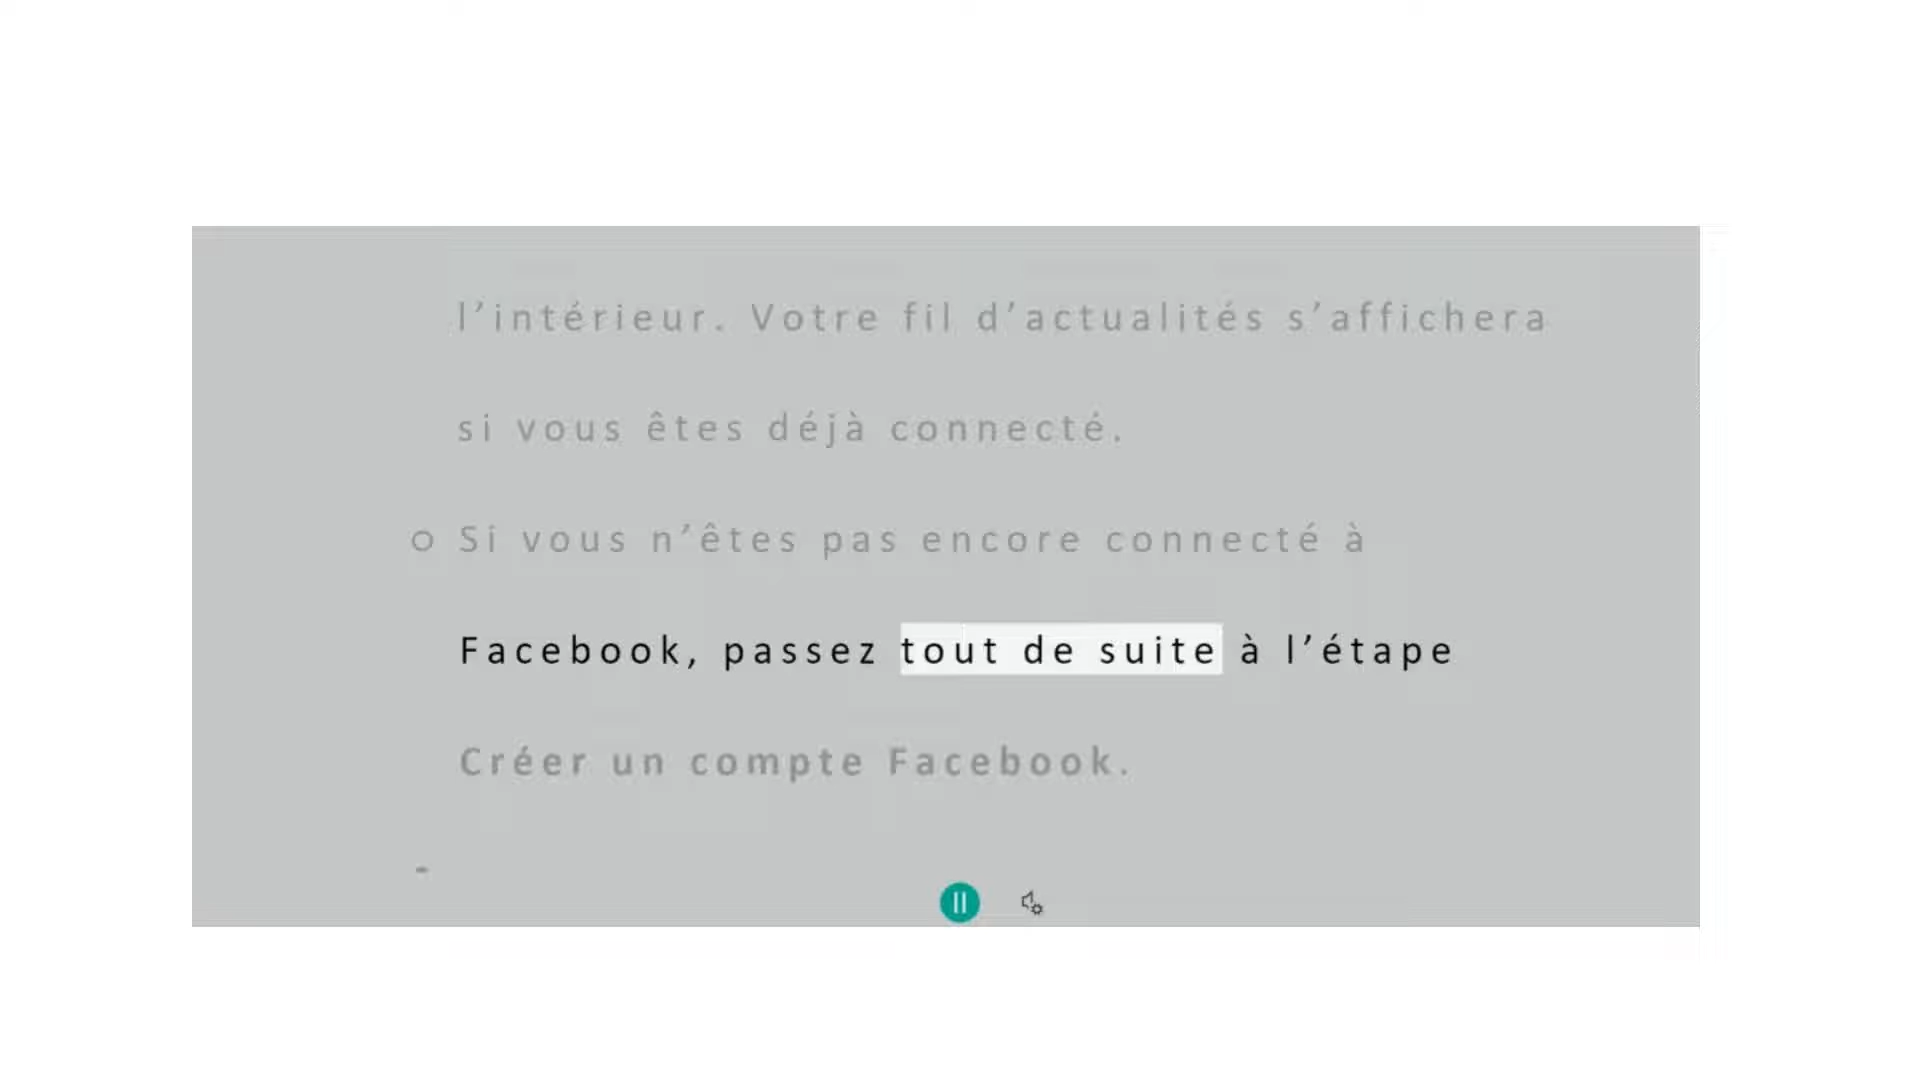 l’intérieur. Votre fil d’actualités s’affichera
si vous êtes déjà connecté.
o Si vous n’êtes pas encore connecté à
Facebook, passez tout de suite à l’étape
Créer un compte Facebook.
-